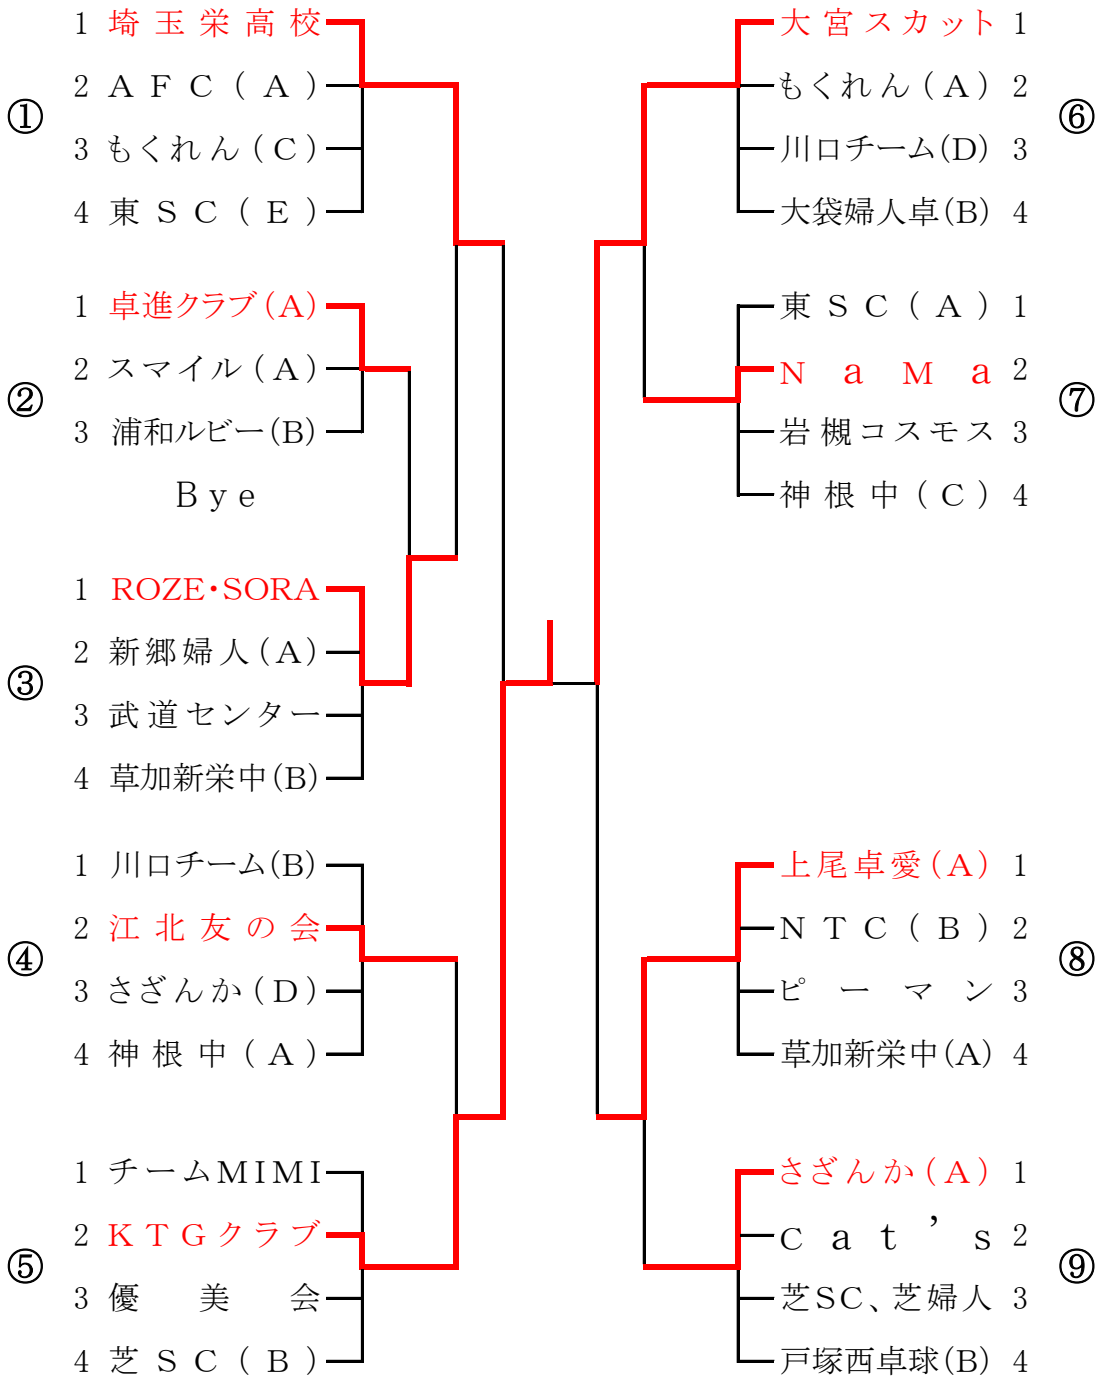 ①
1 埼玉栄高校
2 AFC(A)
3 もくれん(C)
4 東SC(E)
②
1 卓進クラブ(A)
2 スマイル(A)
3 浦和ルビー(B)
Bye
③
1 ROZE・SORA
2 新郷婦人(A)
3 武道センター
4 草加新栄中(B)
④
1 川口チーム(B)
2 江北友の会
3 さざんか(D)
4 神根中(A)
⑤
1 チームMIMI
2 KTGクラブ
3 優美会
4 芝SC(B)
⑥
大宮スカット 1
もくれん(A) 2
川口チーム(D) 3
大袋婦人卓(B) 4
⑦
東SC(A) 1
NaMa 2
岩槻コスモス 3
神根中(C) 4
⑧
上尾卓愛(A) 1
NTC(B) 2
ピーマン 3
草加新栄中(A) 4
⑨
さざんか(A) 1
Cat's 2
芝SC、芝婦人 3
戸塚西卓球(B) 4